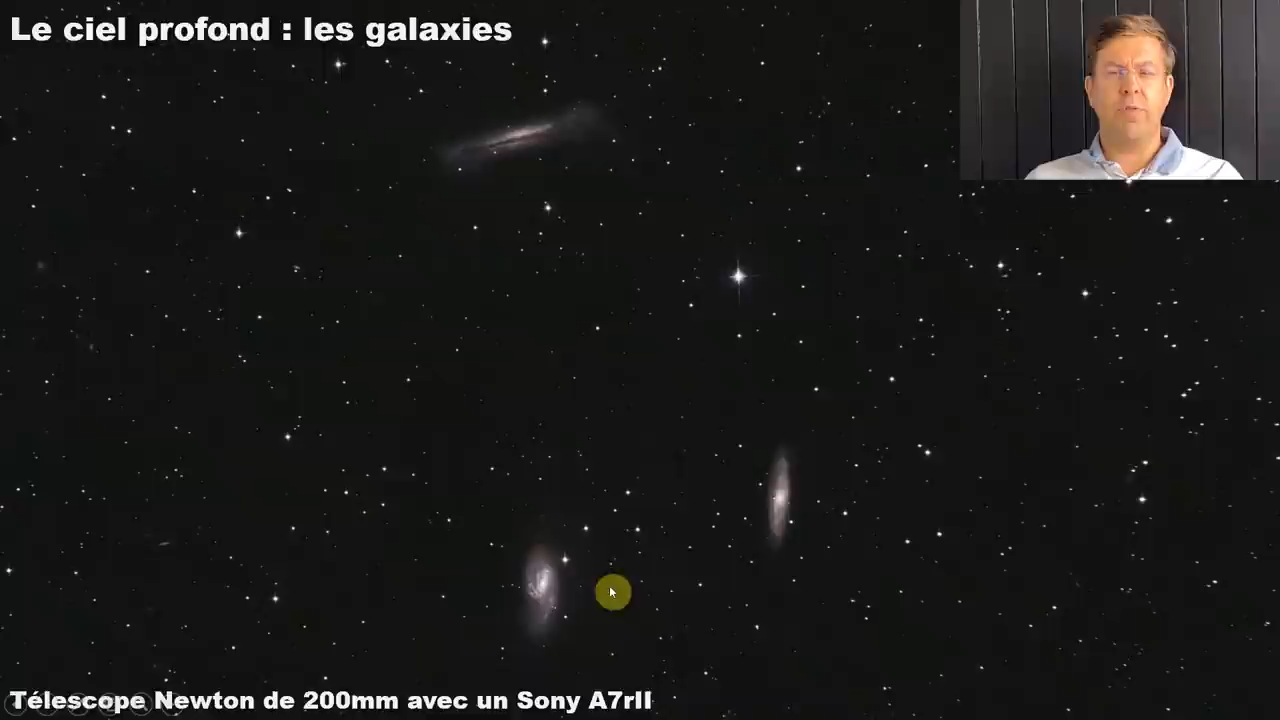 Le ciel profond : les galaxies
Télescope Newton de 200mm avec un Sony A7rII